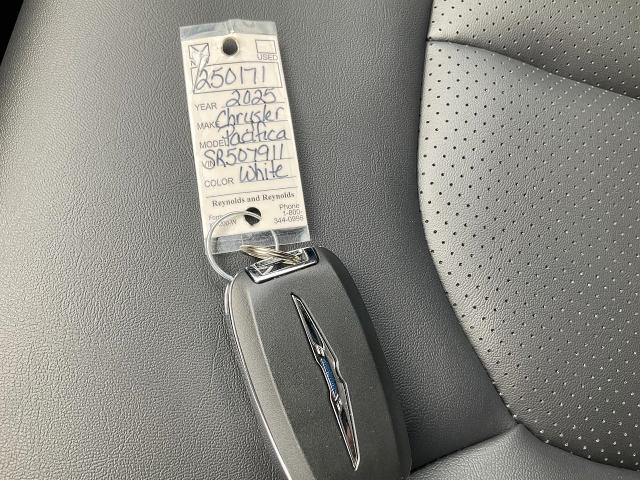 USED
250171
YEAR 2025
MAKE Chrysler
MODEL Pacifica
VIN SR507911
COLOR White
Reynolds and Reynolds
Phone
1-800-
344-0996